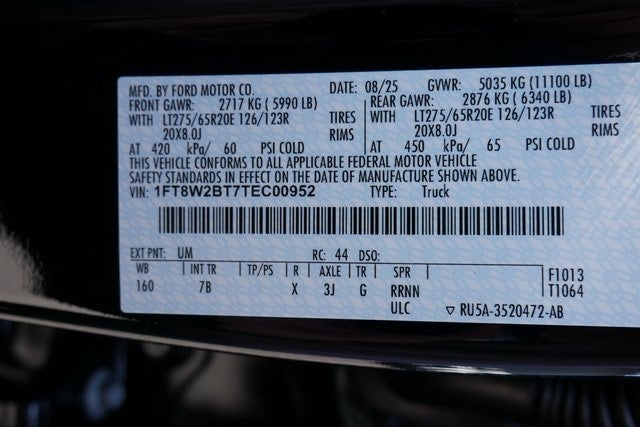 MFD. BY FORD MOTOR CO. DATE: 08/25 GVWR: 5035 KG (11100 LB)
FRONT GAWR: 2717 KG ( 5990 LB) REAR GAWR: 2876 KG ( 6340 LB)
WITH LT275/65R20E 126/123R TIRES WITH LT275/65R20E 126/123R TIRES
20X8.0J RIMS 20X8.0J RIMS
AT 420 kPa/ 60 PSI COLD AT 450 kPa/ 65 PSI COLD
THIS VEHICLE CONFORMS TO ALL APPLICABLE FEDERAL MOTOR VEHICLE
SAFETY STANDARDS IN EFFECT ON THE DATE OF MANUFACTURE SHOWN ABOVE.
VIN: 1FT8W2BT7TEC00952 TYPE: Truck
EXT PNT: UM RC: 44 DSO:
WB INT TR TP/PS R AXLE TR SPR F1013
160 7B X 3J G RRNN T1064
ULC ▽ RU5A-3520472-AB